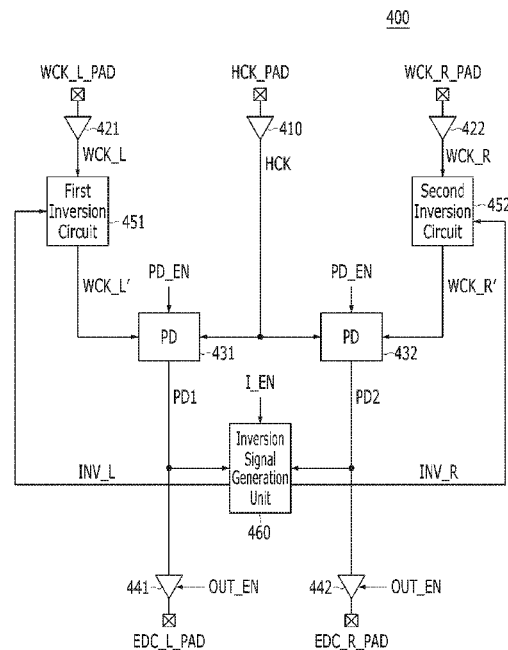 400
WCK_L_PAD
HCK_PAD
WCK_R_PAD
421
410
422
WCK_L
HCK
WCK_R
First
Inversion
Circuit
451
Second
Inversion
Circuit
452
WCK_L'
PD_EN
PD_EN
WCK_R'
PD
431
PD
432
PD1
I_EN
PD2
Inversion
Signal
Generation
Unit
INV_L
INV_R
460
441
OUT_EN
442
OUT_EN
EDC_L_PAD
EDC_R_PAD